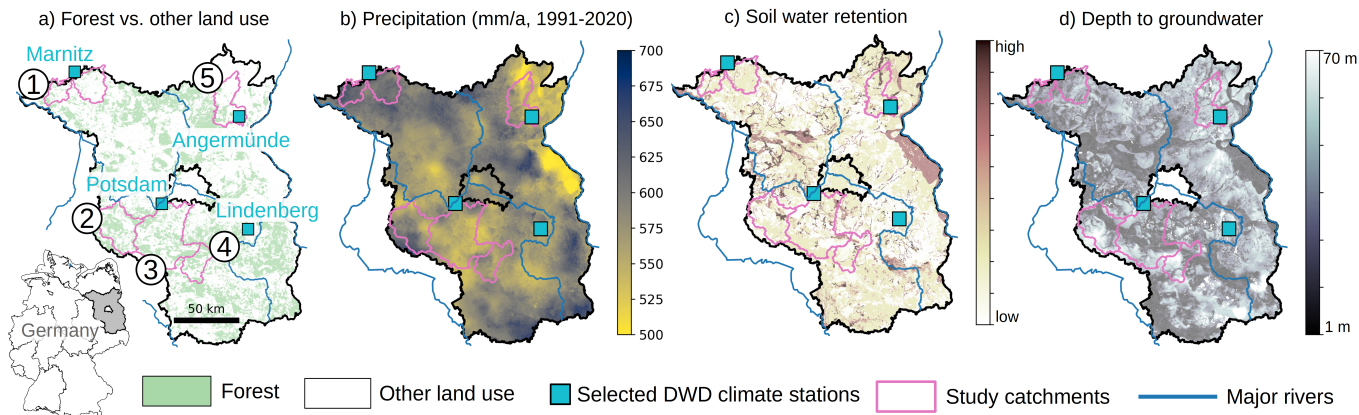 a) Forest vs. other land use
b) Precipitation (mm/a, 1991-2020)
c) Soil water retention
d) Depth to groundwater
Marnitz
1
5
Angermünde
Potsdam
2
Lindenberg
4
3
50 km
Germany
700
675
650
625
600
575
550
525
500
high
low
70 m
1 m
Forest
Other land use
Selected DWD climate stations
Study catchments
Major rivers